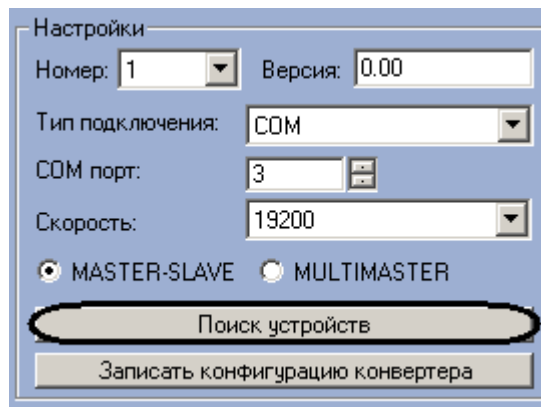 Настройки
Номер: 1 Версия: 0.00
Тип подключения: COM
COM порт: 3
Скорость: 19200
MASTER-SLAVE MULTIMASTER
Поиск устройств
Записать конфигурацию конвертера